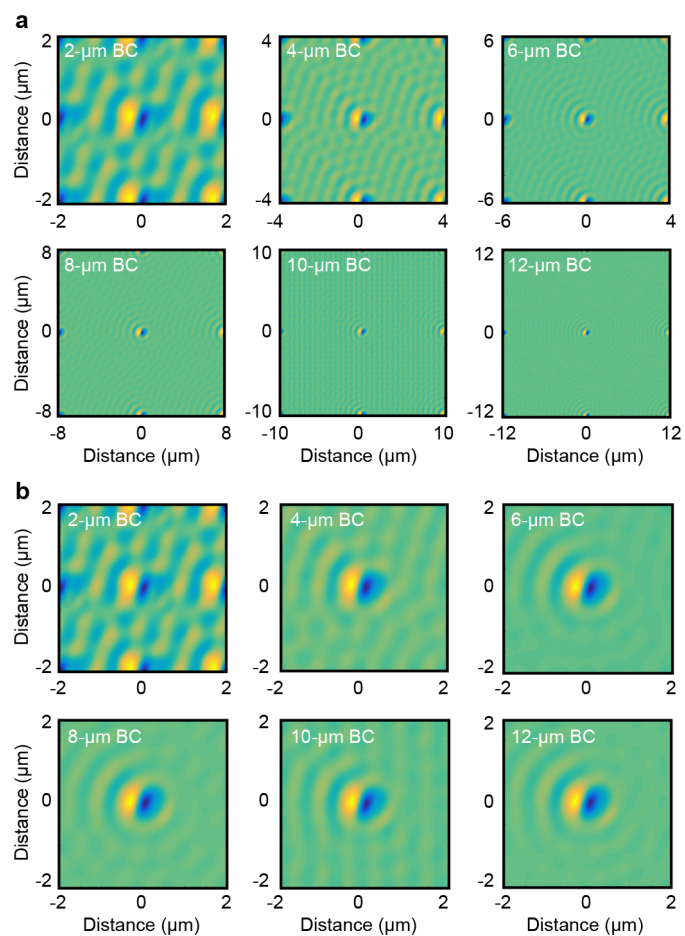 a
2-µm BC
4-µm BC
6-µm BC
Distance (µm)
2
0
-2
4
0
-4
6
0
-6
-2 0 2
-4 0 4
-6 0 4
8-µm BC
10-µm BC
12-µm BC
Distance (µm)
8
0
-8
10
0
-10
12
0
-12
-8 0 8
-10 0 10
-12 0 12
Distance (µm)
Distance (µm)
Distance (µm)
b
2-µm BC
4-µm BC
6-µm BC
Distance (µm)
2
0
-2
2
0
-2
2
0
-2
-2 0 2
-2 0 2
-2 0 2
8-µm BC
10-µm BC
12-µm BC
Distance (µm)
2
0
-2
2
0
-2
2
0
-2
-2 0 2
-2 0 2
-2 0 2
Distance (µm)
Distance (µm)
Distance (µm)